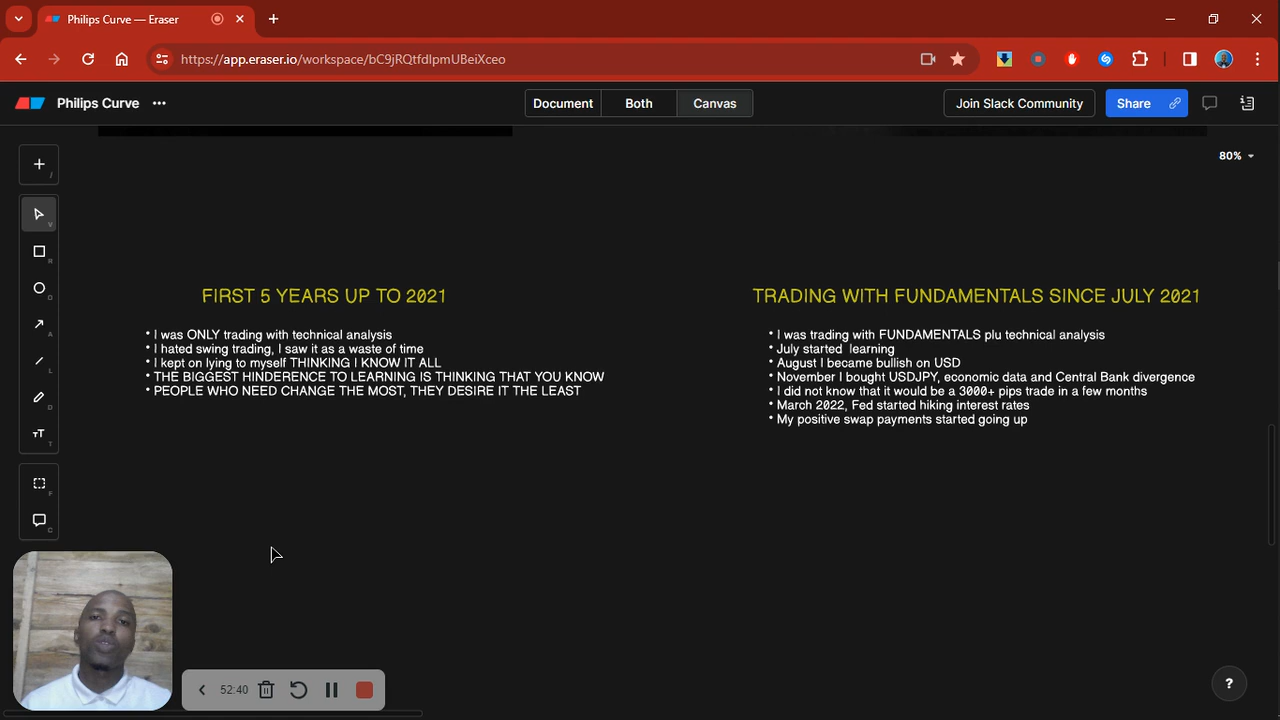 Philips Curve — Eraser
https://app.eraser.io/workspace/bC9jRQtfdIpmUBeiXceo
Philips Curve
Document
Both
Canvas
Join Slack Community
Share
80%
FIRST 5 YEARS UP TO 2021
• I was ONLY trading with technical analysis
• I hated swing trading, I saw it as a waste of time
• I kept on lying to myself THINKING I KNOW IT ALL
• THE BIGGEST HINDERENCE TO LEARNING IS THINKING THAT YOU KNOW
• PEOPLE WHO NEED CHANGE THE MOST, THEY DESIRE IT THE LEAST
TRADING WITH FUNDAMENTALS SINCE JULY 2021
• I was trading with FUNDAMENTALS plu technical analysis
• July started learning
• August I became bullish on USD
• November I bought USDJPY, economic data and Central Bank divergence
• I did not know that it would be a 3000+ pips trade in a few months
• March 2022, Fed started hiking interest rates
• My positive swap payments started going up
52:40
?